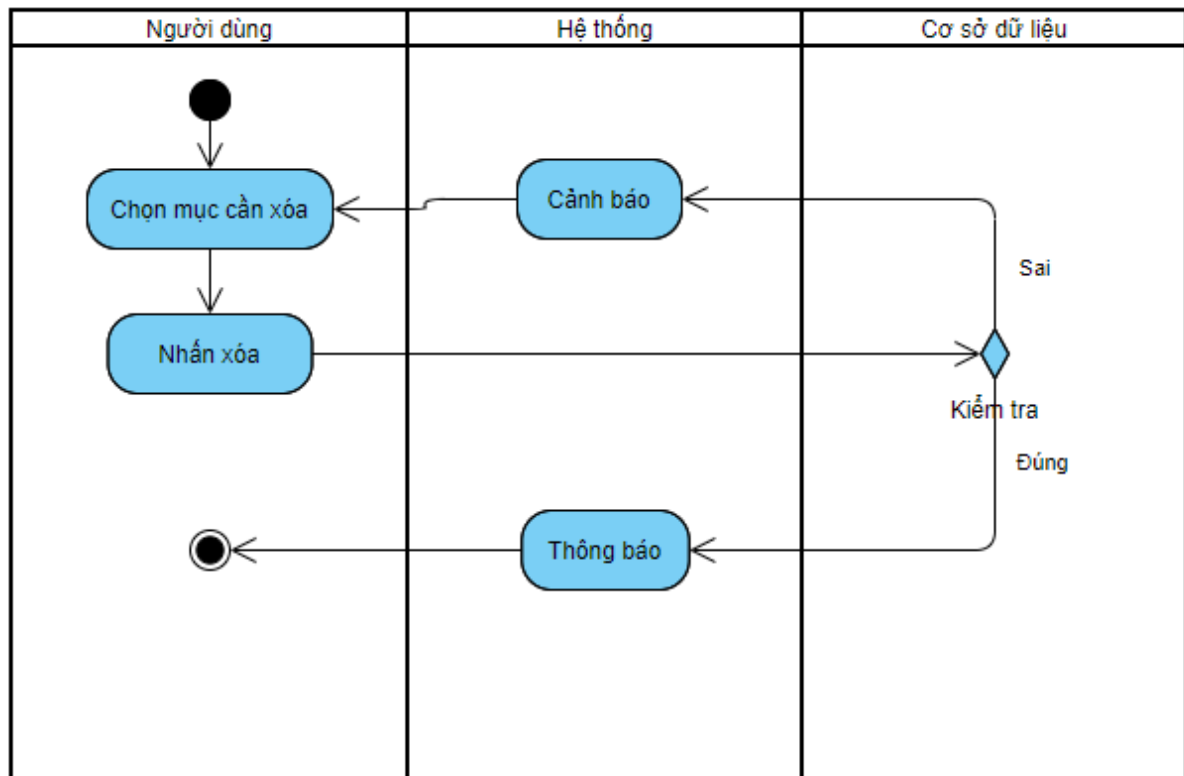 Người dùng
Hệ thống
Cơ sở dữ liệu
Chọn mục cần xóa
Cảnh báo
Sai
Nhấn xóa
Kiểm tra
Đúng
Thông báo